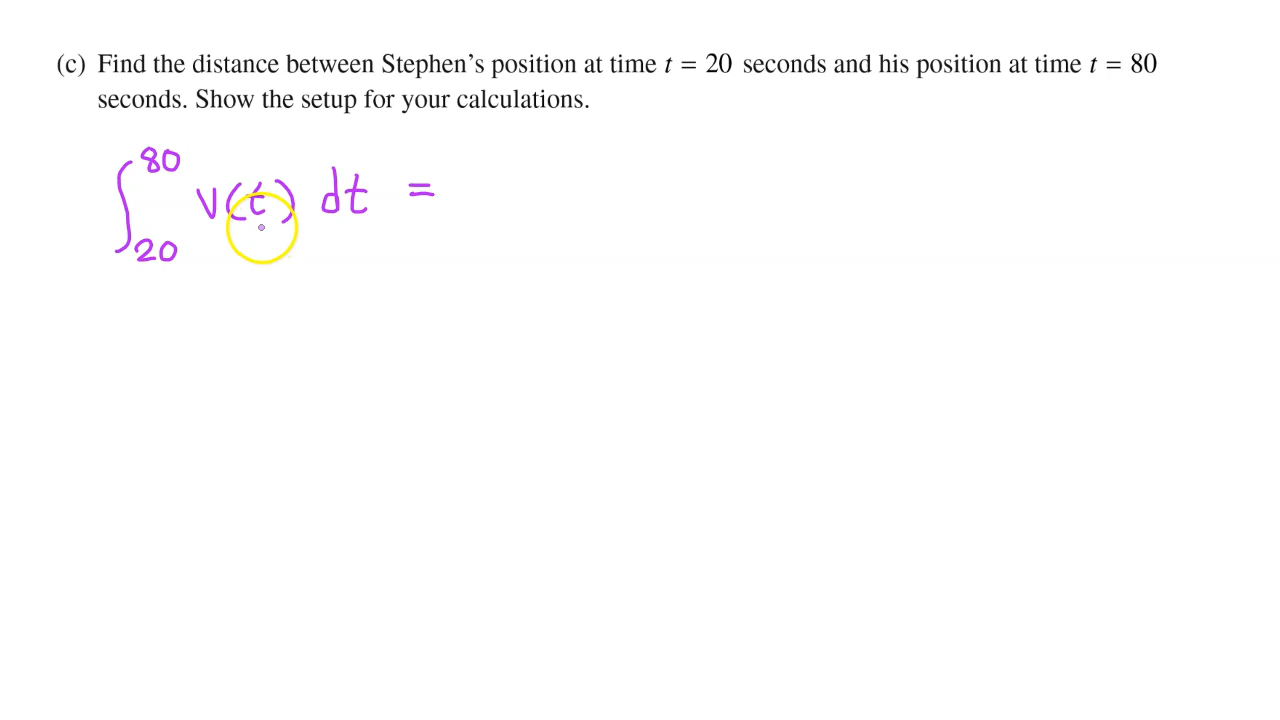 (c) Find the distance between Stephen’s position at time t = 20 seconds and his position at time t = 80
seconds. Show the setup for your calculations.
∫₂₀⁸⁰ v(t) dt =